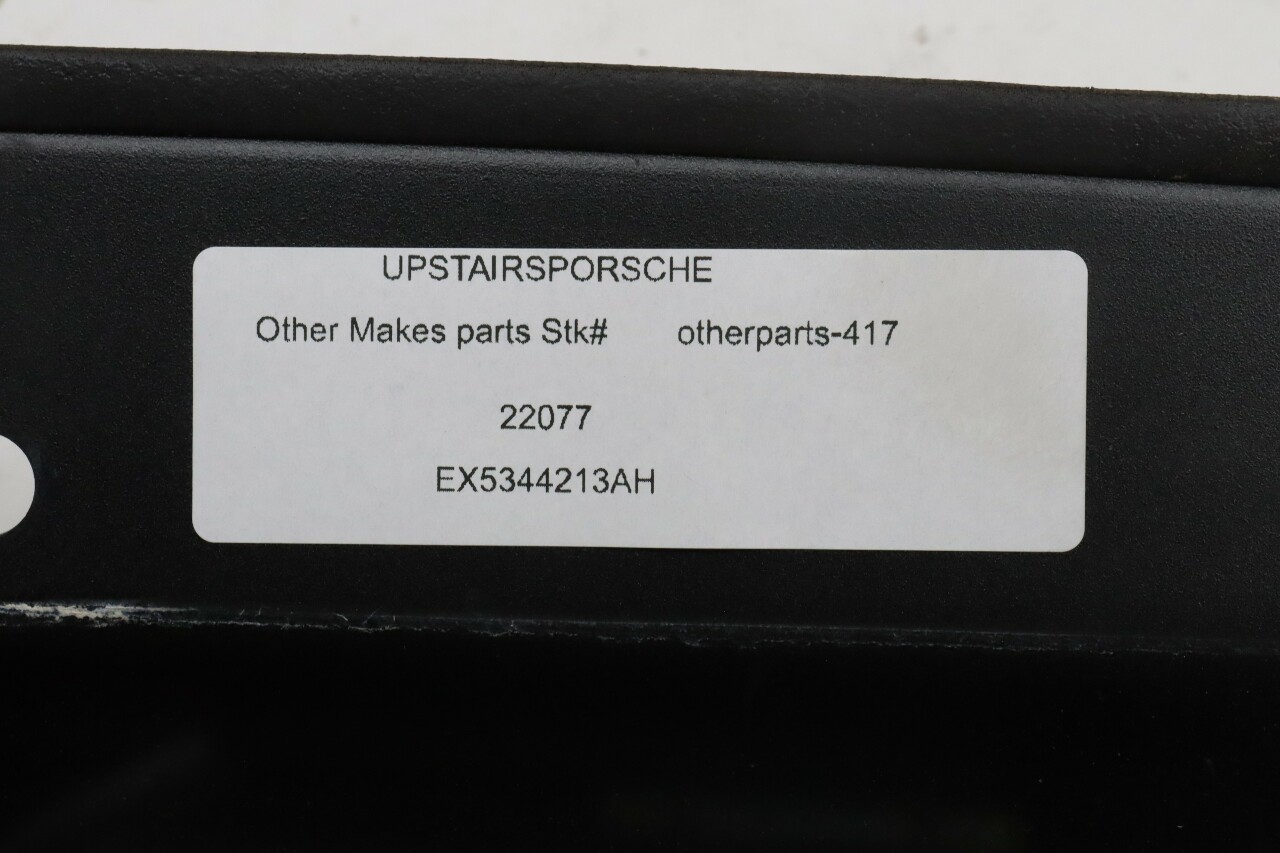 UPSTAIRSPORSCHE
Other Makes parts Stk# otherparts-417
22077
EX5344213AH